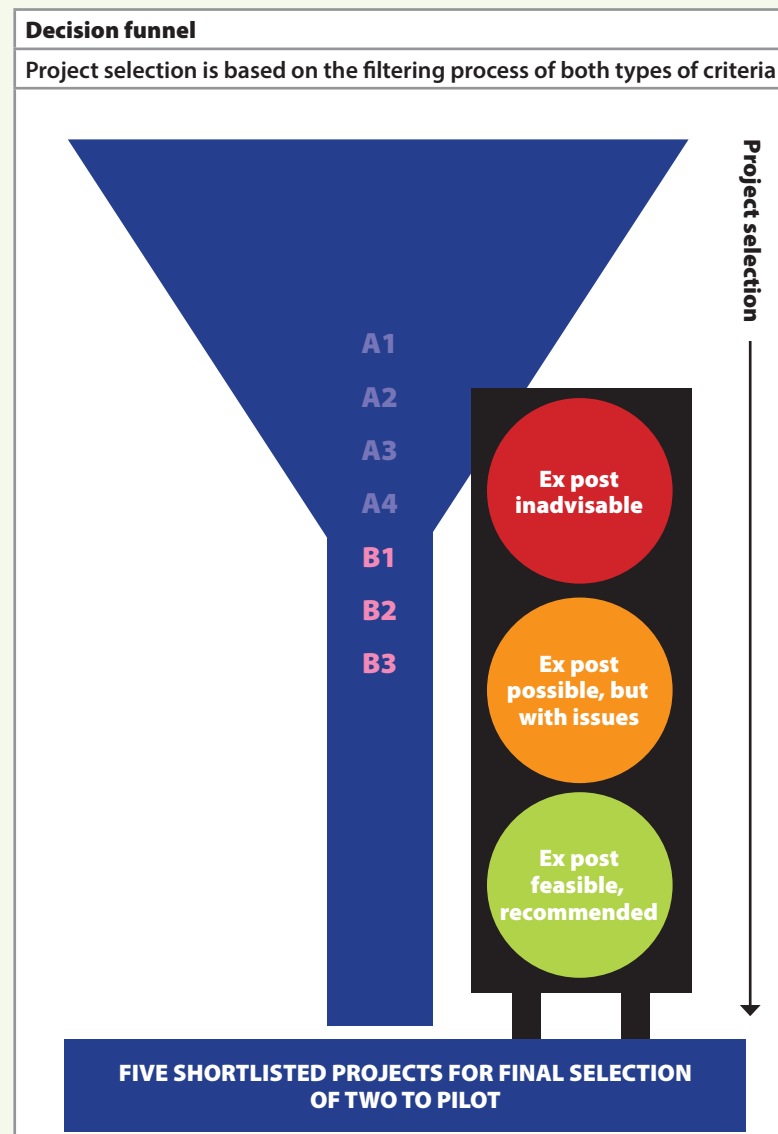 Decision funnel
Project selection is based on the filtering process of both types of criteria
Project selection
A1
A2
A3
A4
B1
B2
B3
Ex post
inadvisable
Ex post
possible, but
with issues
Ex post
feasible,
recommended
FIVE SHORTLISTED PROJECTS FOR FINAL SELECTION
OF TWO TO PILOT